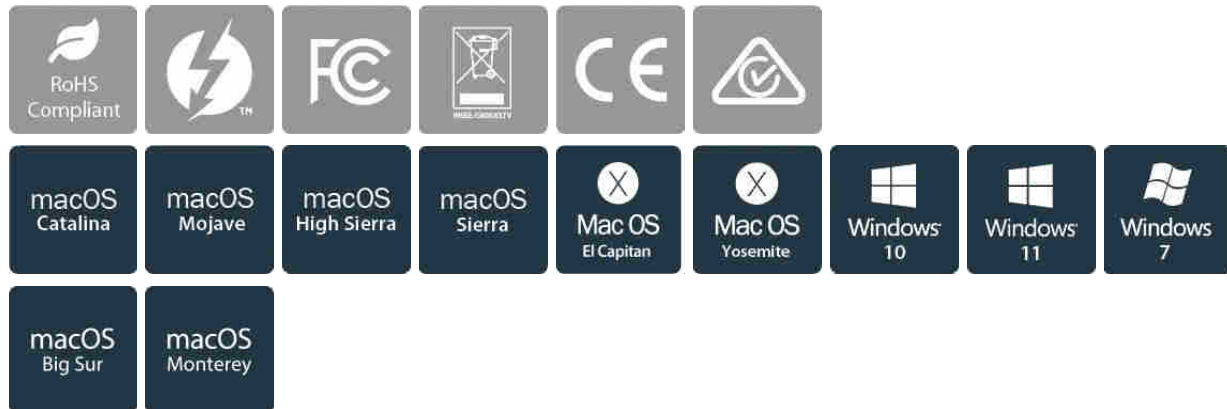 RoHS
Compliant
TM
FC
CE
macOS
Catalina
macOS
Mojave
macOS
High Sierra
macOS
Sierra
X
Mac OS
El Capitan
X
Mac OS
Yosemite
Windows
10
Windows
11
Windows
7
macOS
Big Sur
macOS
Monterey